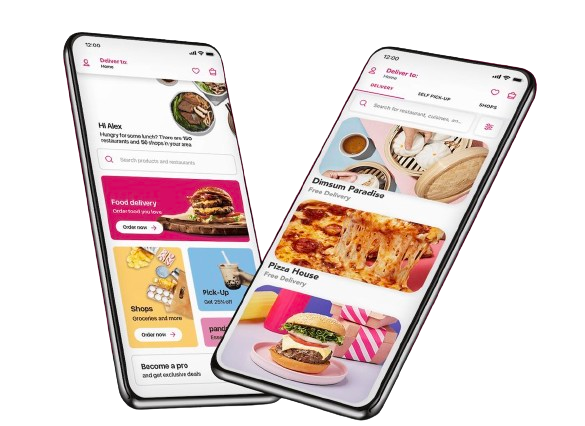 12:00
Deliver to:
Home
Hi Alex
Hungry for some lunch? There are 150
restaurants and 56 shops in your area
Search products and restaurants
Food delivery
Order food you love
Order now
Shops
Groceries and more
Order now
Pick-Up
Get 25% off
Become a pro
and get exclusive deals
12:00
Deliver to:
Home
DELIVERY
SELF PICK-UP
SHOPS
Search for restaurant, cuisines, en..
Dimsum Paradise
Free Delivery
Pizza House
Free Delivery